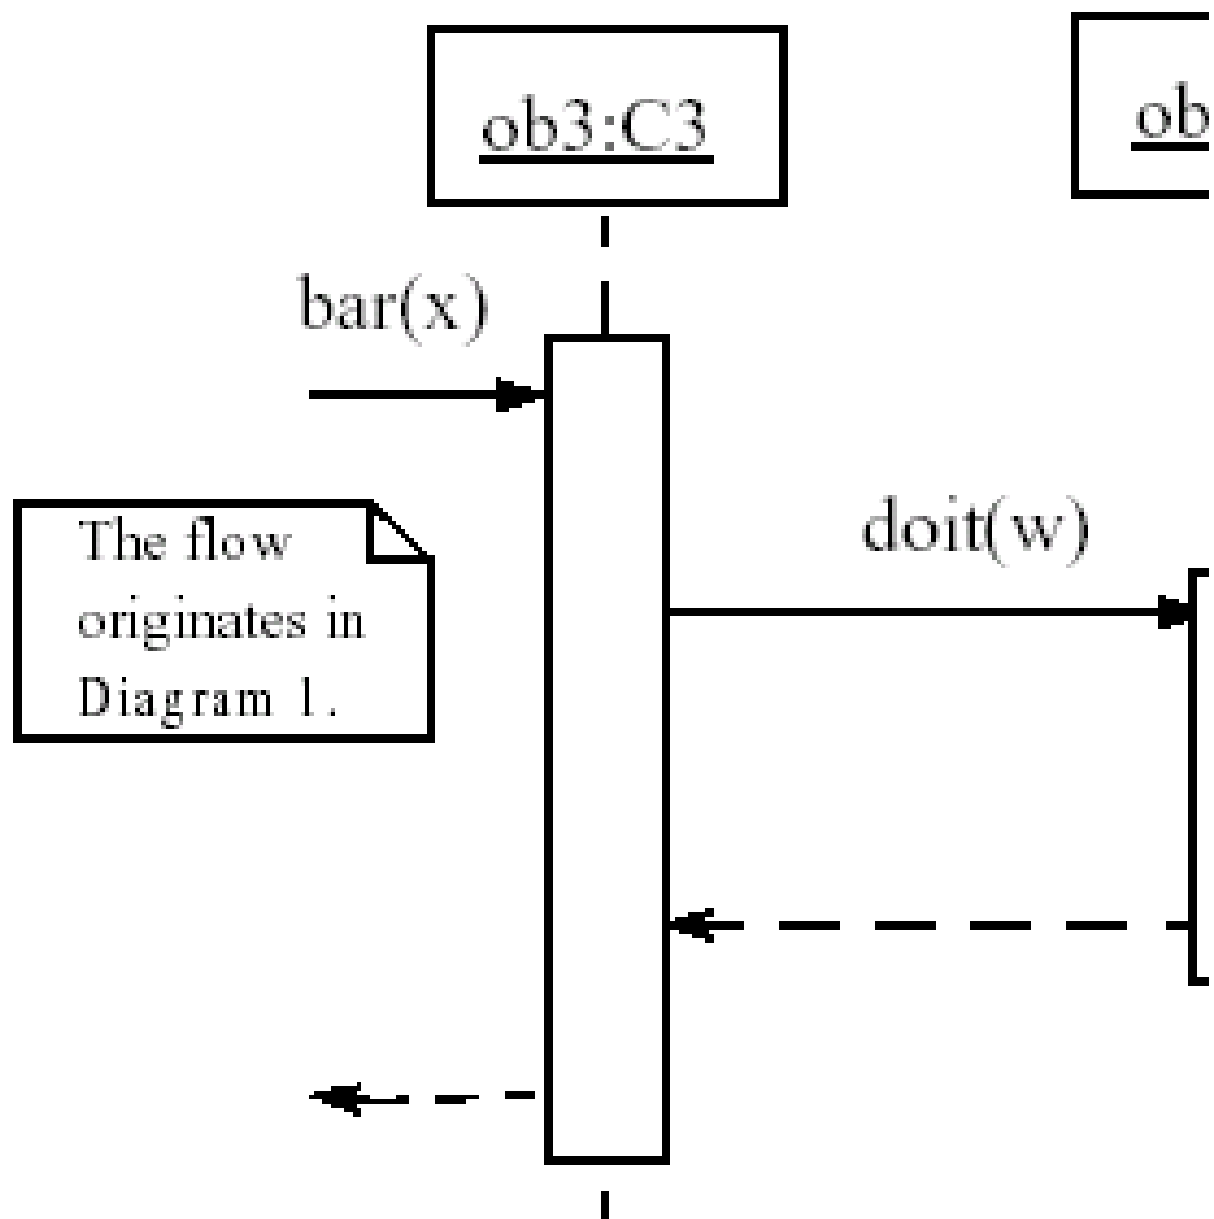 ob3:C3
ob
bar(x)
doit(w)
The flow
originates in
Diagram 1.